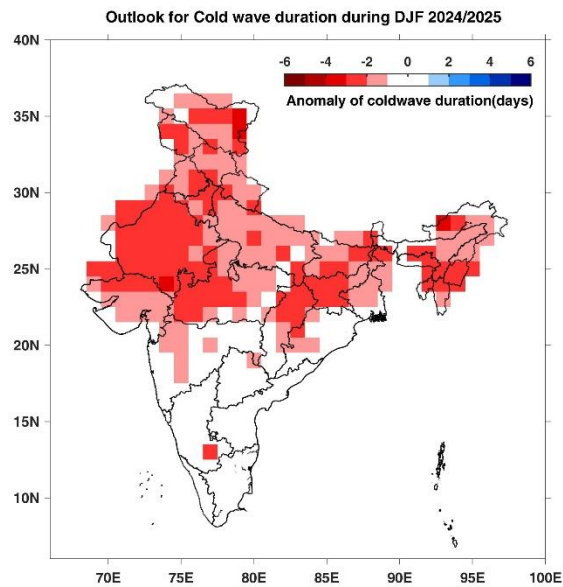 Outlook for Cold wave duration during DJF 2024/2025
40N
-6 -4 -2 0 2 4 6
Anomaly of coldwave duration(days)
35N
30N
25N
20N
15N
10N
70E 75E 80E 85E 90E 95E 100E